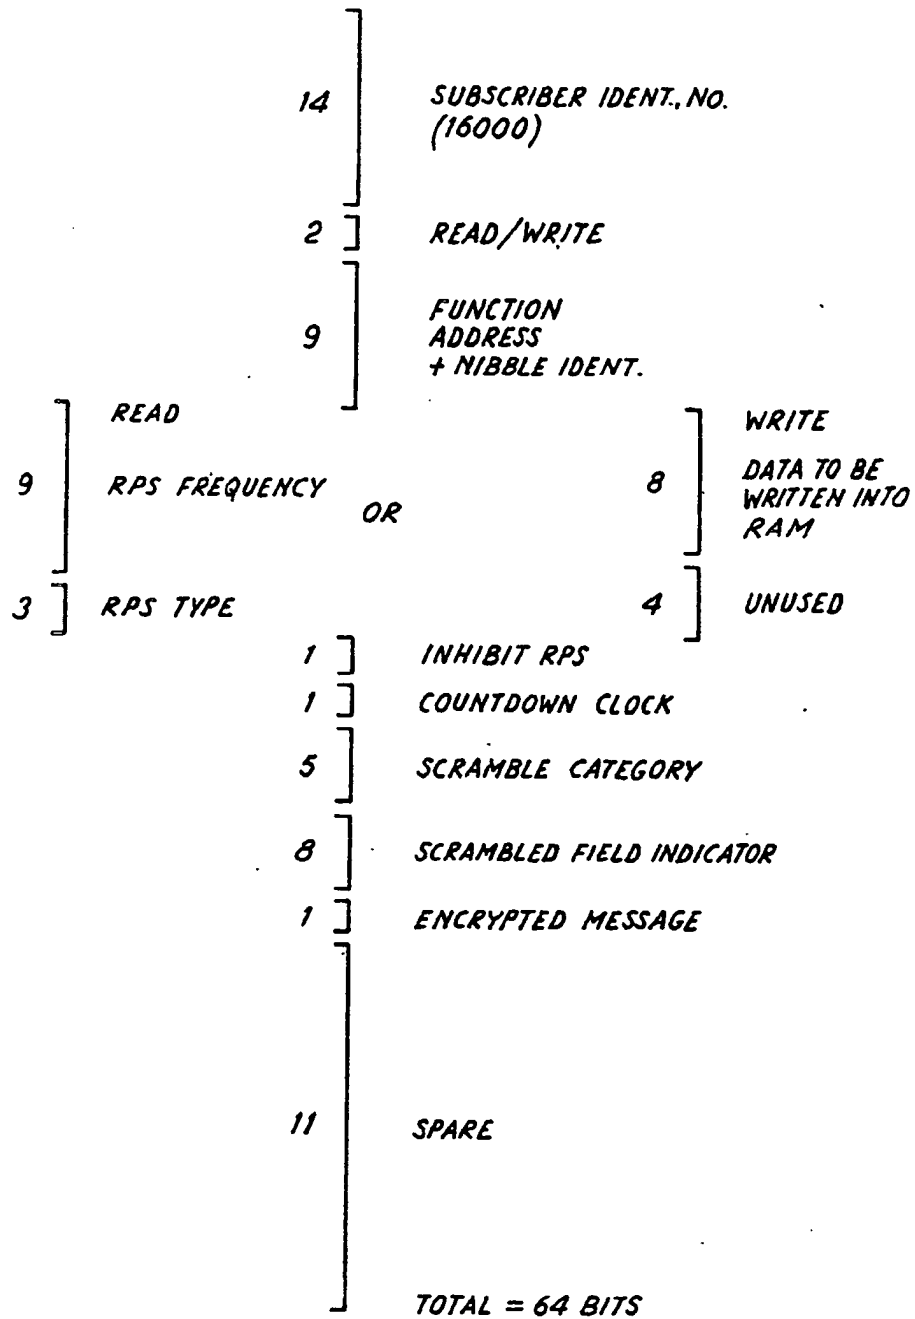 14 SUBSCRIBER IDENT., NO.
(16000)
2 READ/WRITE
9 FUNCTION
ADDRESS
+ NIBBLE IDENT.
READ
9 RPS FREQUENCY
3 RPS TYPE
OR
WRITE
8 DATA TO BE
WRITTEN INTO
RAM
4 UNUSED
1 INHIBIT RPS
1 COUNTDOWN CLOCK
5 SCRAMBLE CATEGORY
8 SCRAMBLED FIELD INDICATOR
1 ENCRYPTED MESSAGE
11 SPARE
TOTAL = 64 BITS